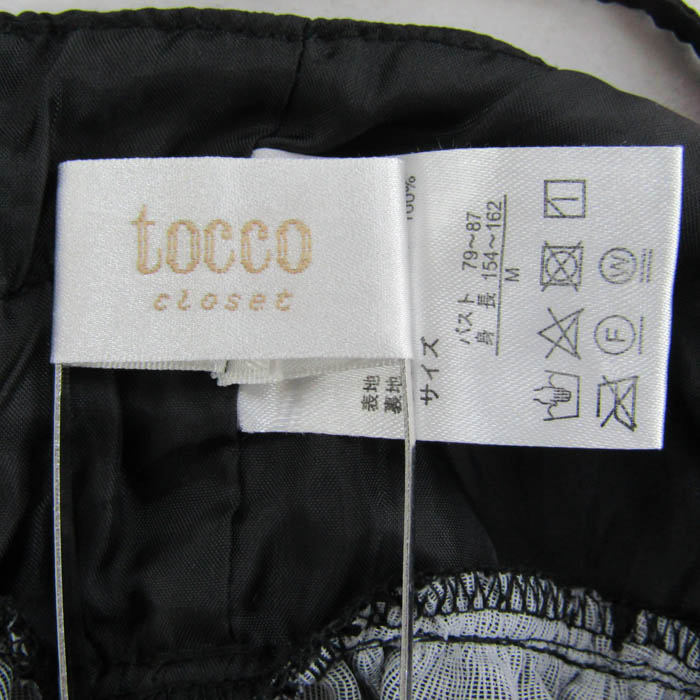 tocco
closet
表地
裏地
100%
サイズ
バスト 79～87
身長 154～162
M
W
F